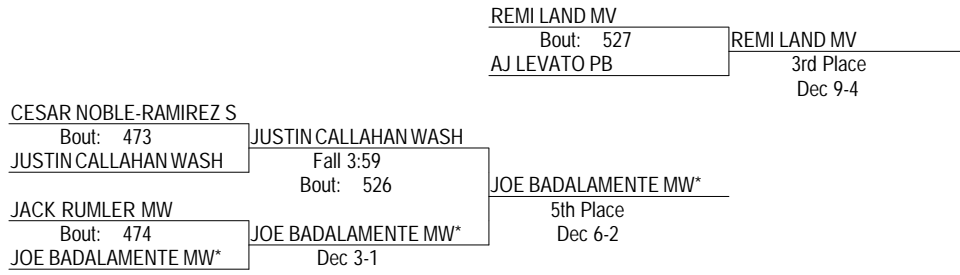 REMI LAND MV
Bout: 527
REMI LAND MV
AJ LEVATO PB
3rd Place
Dec 9-4
CESAR NOBLE-RAMIREZ S
Bout: 473
JUSTIN CALLAHAN WASH
JUSTIN CALLAHAN WASH
Fall 3:59
Bout: 526
JOE BADALAMENTE MW*
JACK RUMLER MW
5th Place
Bout: 474
JOE BADALAMENTE MW*
Dec 6-2
JOE BADALAMENTE MW*
Dec 3-1